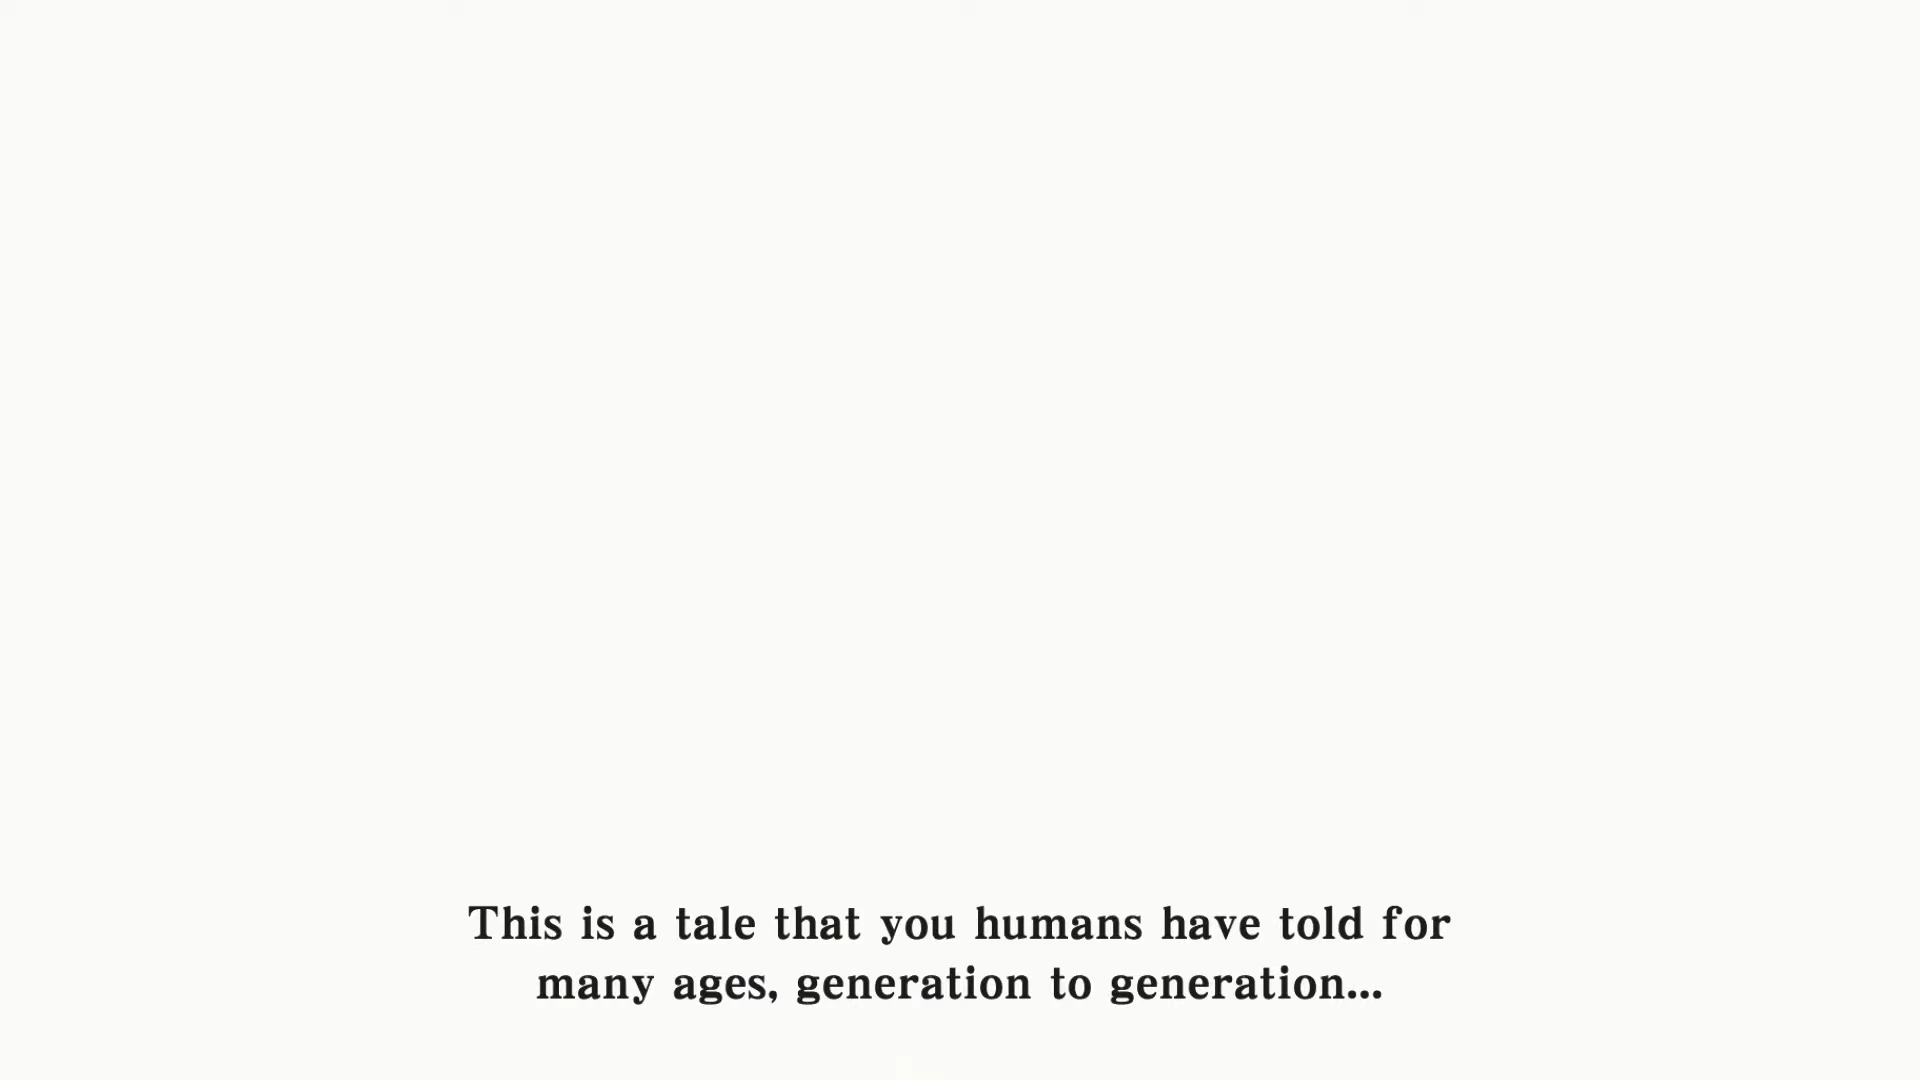 This is a tale that you humans have told for
many ages, generation to generation...